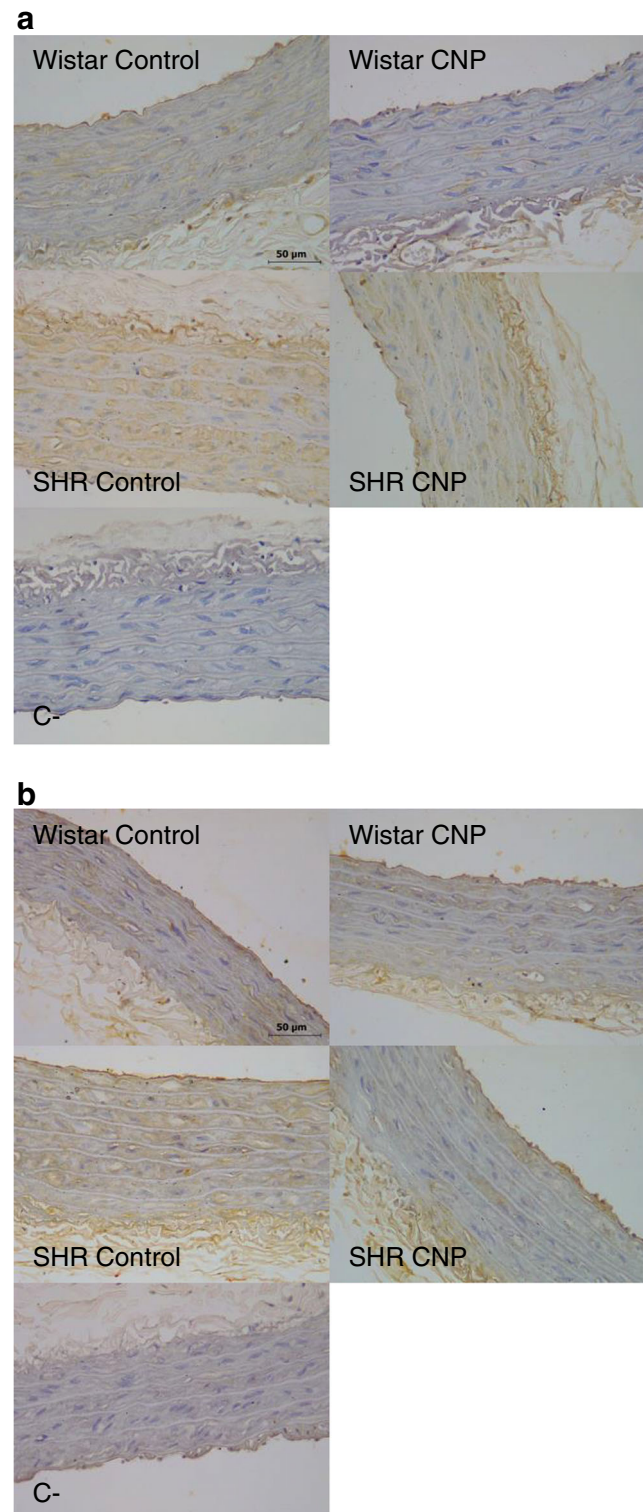 a
Wistar Control
Wistar CNP
50 µm
SHR Control
SHR CNP
C-
b
Wistar Control
Wistar CNP
50 µm
SHR Control
SHR CNP
C-